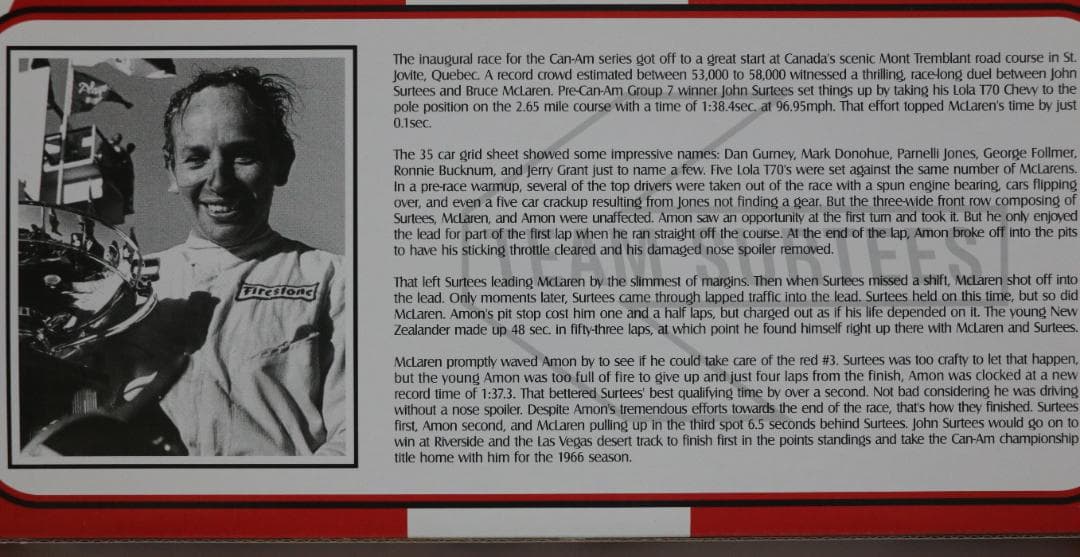 The inaugural race for the Can-Am series got off to a great start at Canada's scenic Mont Tremblant road course in St.
Jovite, Quebec. A record crowd estimated between 53,000 to 58,000 witnessed a thrilling, race-long duel between John
Surtees and Bruce McLaren. Pre-Can-Am Group 7 winner John Surtees set things up by taking his Lola T70 Chevy to the
pole position on the 2.65 mile course with a time of 1:38.4sec. at 96.95mph. That effort topped McLaren's time by just
0.1sec.
The 35 car grid sheet showed some impressive names: Dan Gurney, Mark Donohue, Parnelli Jones, George Follmer,
Ronnie Bucknum, and Jerry Grant just to name a few. Five Lola T70's were set against the same number of McLarens.
In a pre-race warmup, several of the top drivers were taken out of the race with a spun engine bearing, cars flipping
over, and even a five car crackup resulting from Jones not finding a gear. But the three-wide front row composing of
Surtees, McLaren, and Amon were unaffected. Amon saw an opportunity at the first turn and took it. But he only enjoyed
the lead for part of the first lap when he ran straight off the course. At the end of the lap, Amon broke off into the pits
to have his sticking throttle cleared and his damaged nose spoiler removed.
TEAM SURTEES
That left Surtees leading McLaren by the slimmest of margins. Then when Surtees missed a shift, McLaren shot off into
the lead. Only moments later, Surtees came through lapped traffic into the lead. Surtees held on this time, but so did
McLaren. Amon's pit stop cost him one and a half laps, but charged out as if his life depended on it. The young New
Zealander made up 48 sec. in fifty-three laps, at which point he found himself right up there with McLaren and Surtees.
Firestone
McLaren promptly waved Amon by to see if he could take care of the red #3. Surtees was too crafty to let that happen,
but the young Amon was too full of fire to give up and just four laps from the finish, Amon was clocked at a new
record time of 1:37.3. That bettered Surtees' best qualifying time by over a second. Not bad considering he was driving
without a nose spoiler. Despite Amon's tremendous efforts towards the end of the race, that's how they finished. Surtees
first, Amon second, and McLaren pulling up in the third spot 6.5 seconds behind Surtees. John Surtees would go on to
win at Riverside and the Las Vegas desert track to finish first in the points standings and take the Can-Am championship
title home with him for the 1966 season.